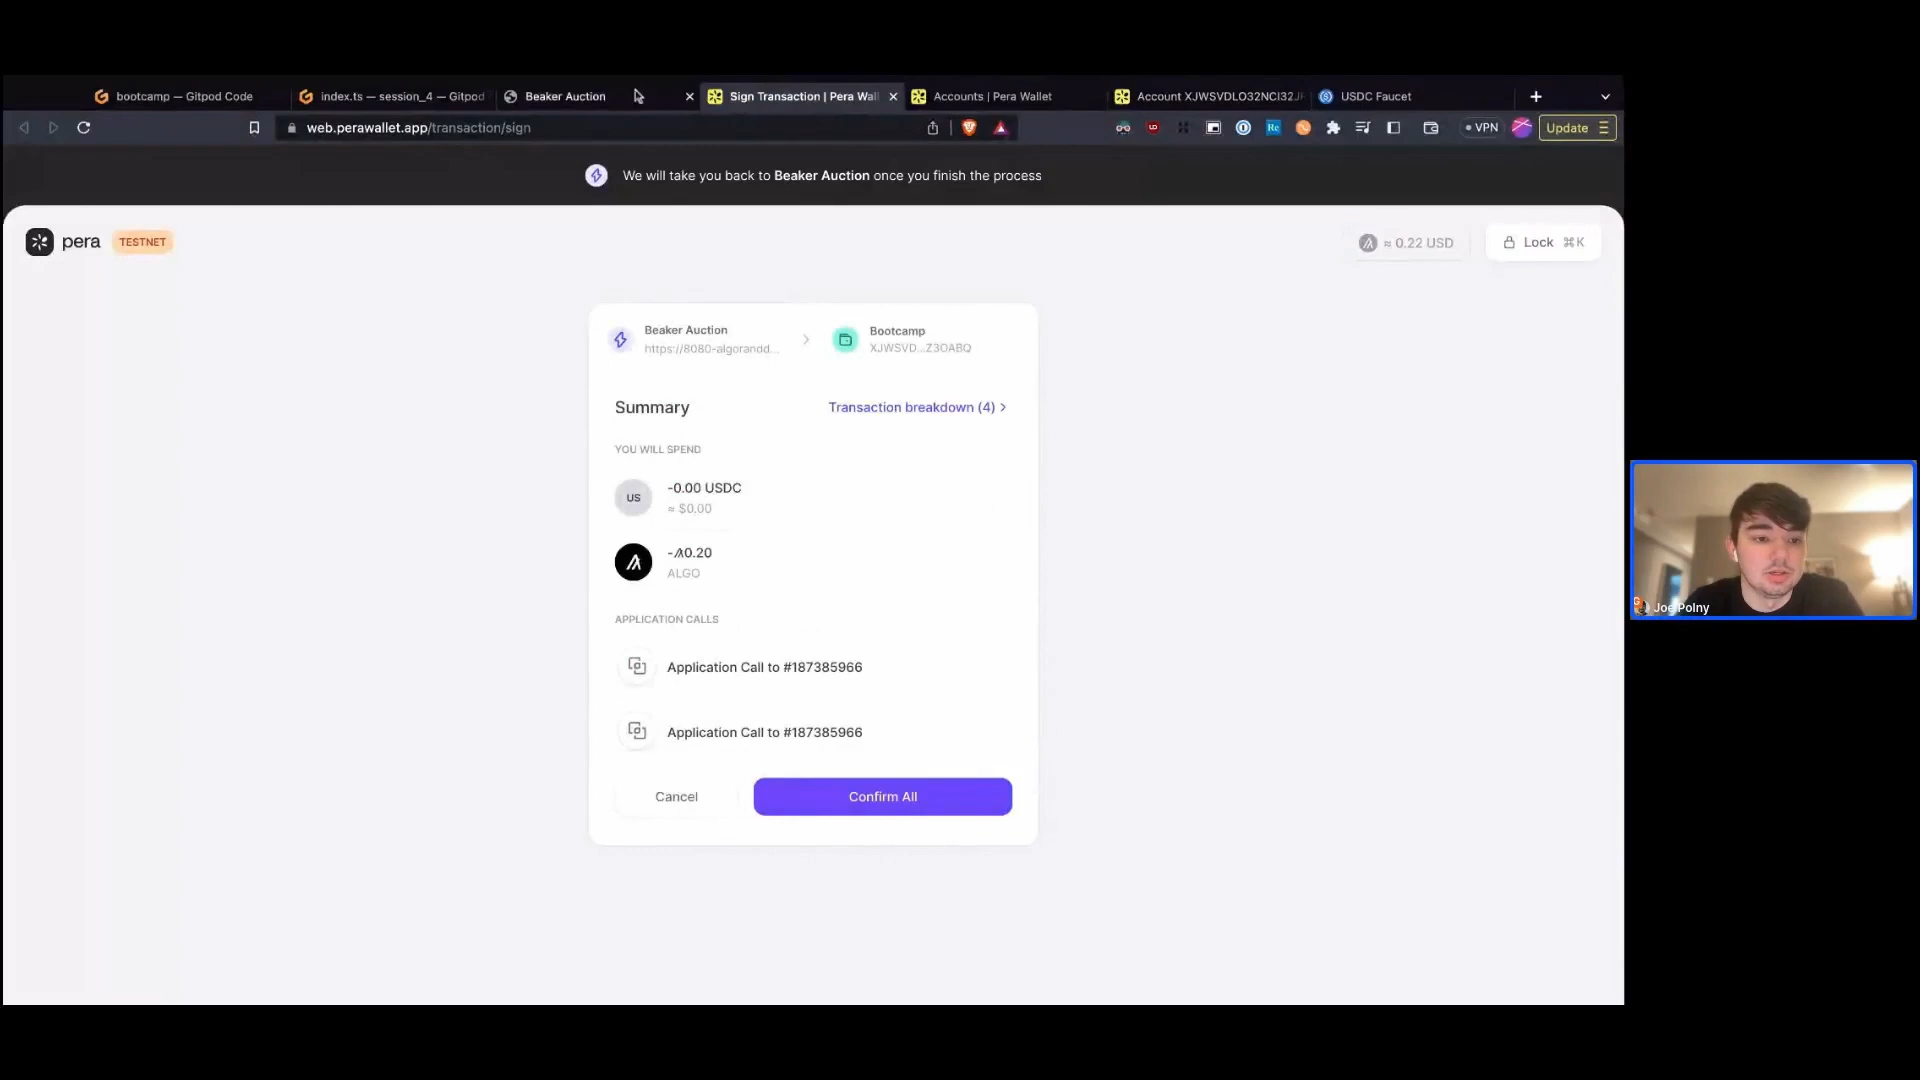 bootcamp — Gitpod Code
index.ts — session_4 — Gitpod
Beaker Auction
Sign Transaction | Pera Wal
Accounts | Pera Wallet
Account XJWSVDLO32NCI32J
USDC Faucet
web.perawallet.app/transaction/sign
VPN
Update
We will take you back to Beaker Auction once you finish the process
pera
TESTNET
≈ 0.22 USD
Lock ⌘K
Beaker Auction
https://8080-algorandd...
Bootcamp
XJWSVD...Z3OABQ
Summary
Transaction breakdown (4)
YOU WILL SPEND
US
-0.00 USDC
≈ $0.00
-0.20
ALGO
APPLICATION CALLS
Application Call to #187385966
Application Call to #187385966
Cancel
Confirm All
Joe Polny